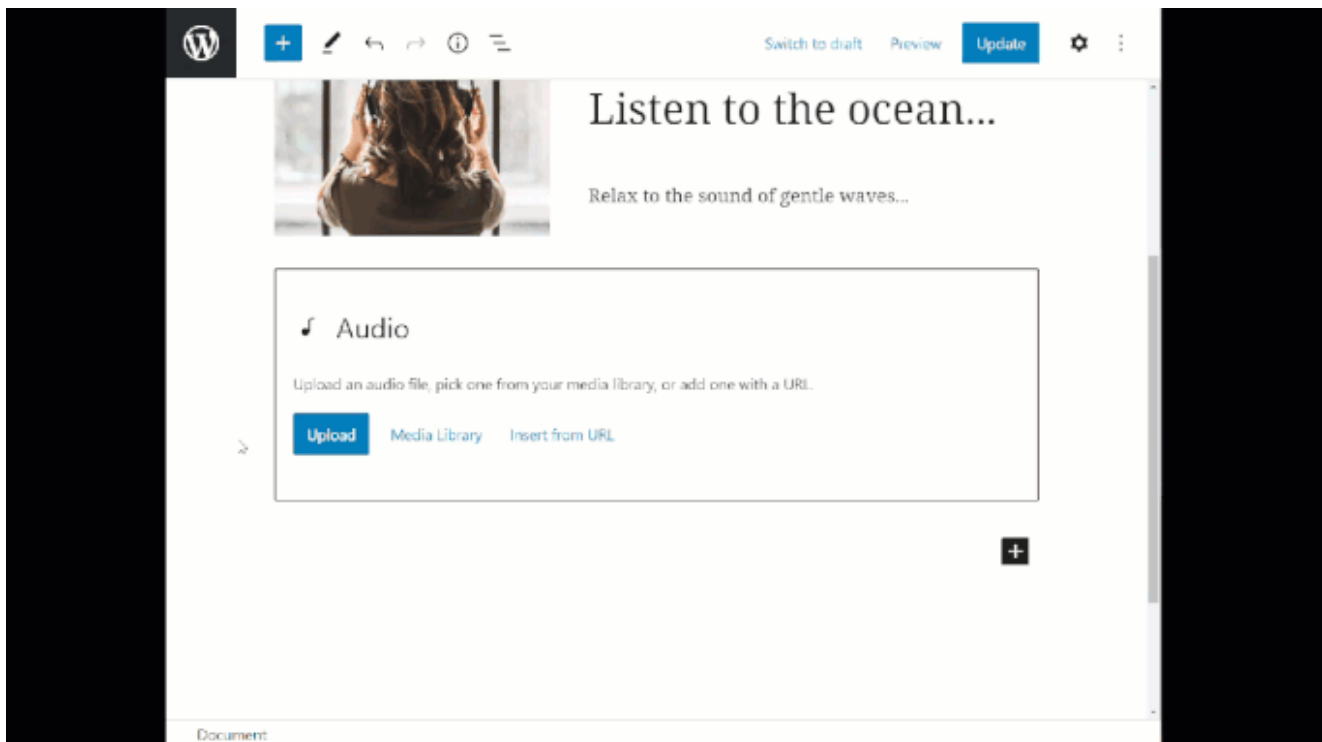 Switch to draft Preview Update
Listen to the ocean...
Relax to the sound of gentle waves...
Audio
Upload an audio file, pick one from your media library, or add one with a URL.
Upload Media Library Insert from URL
Document